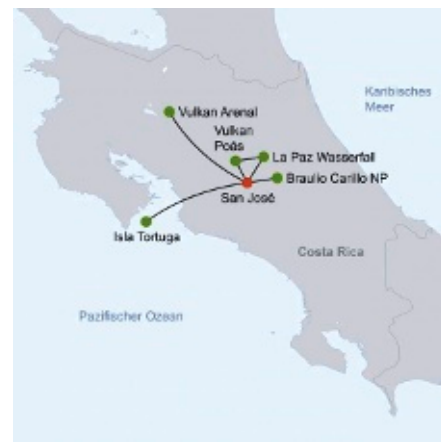 Karibisches
Meer
Vulkan Arenal
Vulkan
Poás
La Paz Wasserfall
Braulio Carillo NP
San José
Isla Tortuga
Costa Rica
Pazifischer Ozean